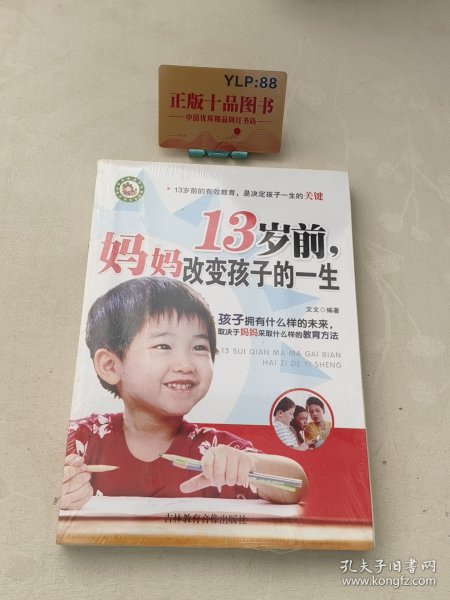 YLP:88
正版十品图书
中国优质精品网红书店
13岁前的有效教育，是决定孩子一生的关键
13岁前，
妈妈改变孩子的一生
文文 编著
孩子拥有什么样的未来，
取决于妈妈采取什么样的教育方法
13 SUI QIAN MA MA GAI BIAN
HAI ZI DE YI SHENG
吉林教育音像出版社
孔夫子旧书网
www.kongfz.com